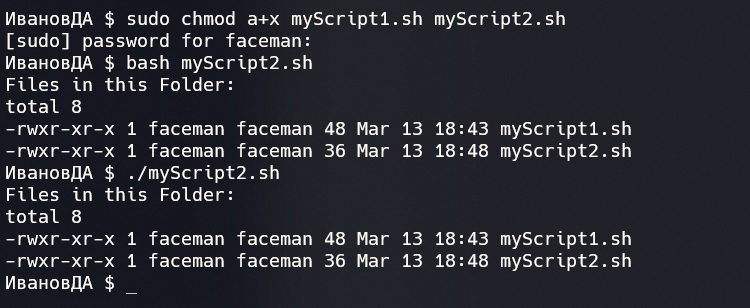 ИвановДА $ sudo chmod a+x myScript1.sh myScript2.sh
[sudo] password for faceman:
ИвановДА $ bash myScript2.sh
Files in this Folder:
total 8
-rwxr-xr-x 1 faceman faceman 48 Mar 13 18:43 myScript1.sh
-rwxr-xr-x 1 faceman faceman 36 Mar 13 18:48 myScript2.sh
ИвановДА $ ./myScript2.sh
Files in this Folder:
total 8
-rwxr-xr-x 1 faceman faceman 48 Mar 13 18:43 myScript1.sh
-rwxr-xr-x 1 faceman faceman 36 Mar 13 18:48 myScript2.sh
ИвановДА $ _